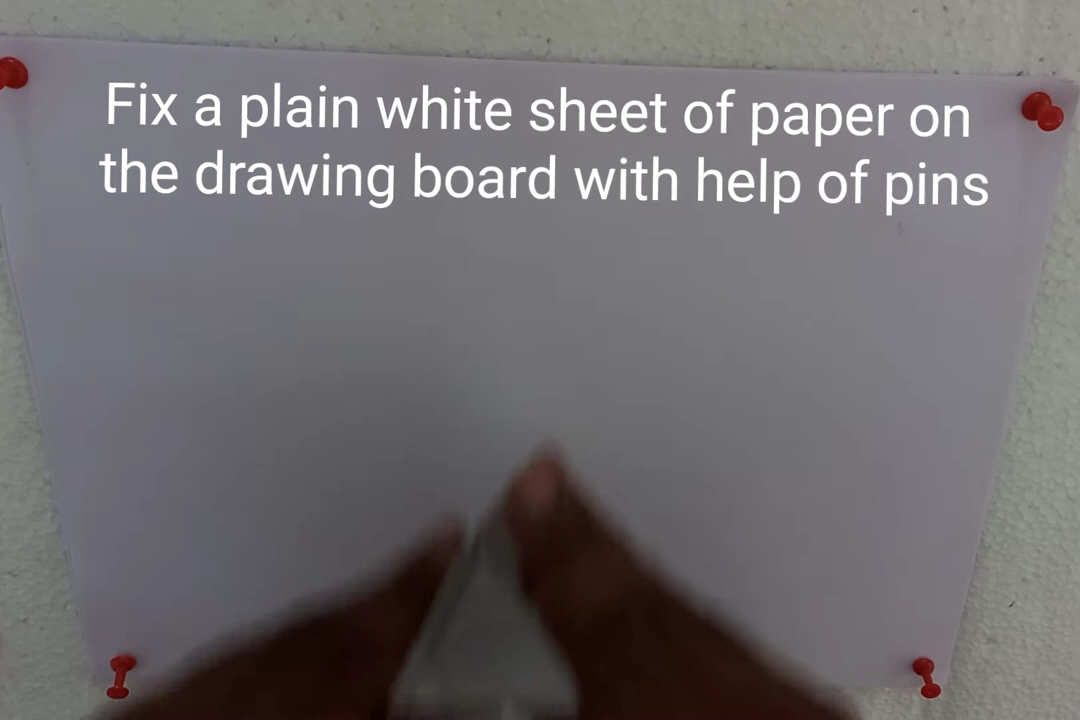 Fix a plain white sheet of paper on
the drawing board with help of pins